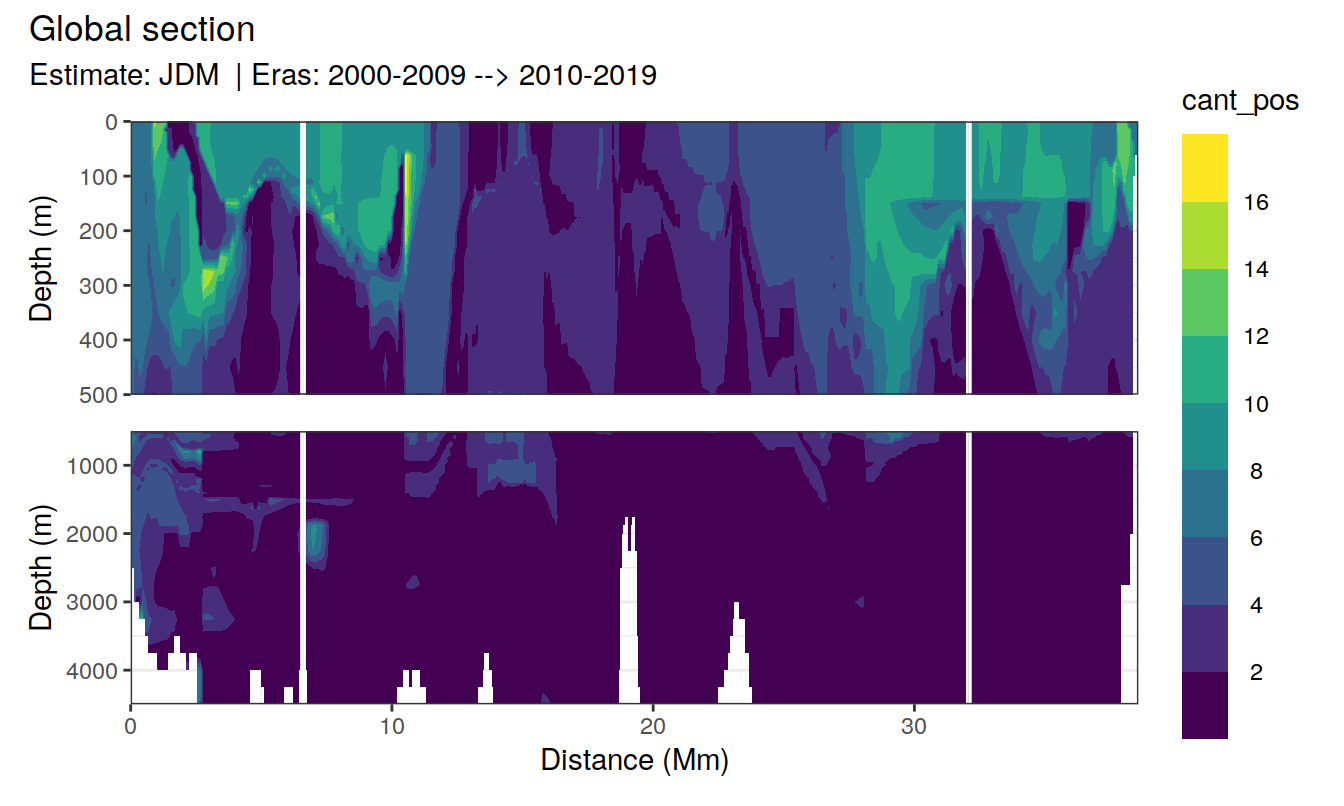 Global section
Estimate: JDM | Eras: 2000-2009 --> 2010-2019
cant_pos
16
14
12
10
8
6
4
2
Depth (m)
0
100
200
300
400
500
Depth (m)
1000
2000
3000
4000
0 10 20 30
Distance (Mm)